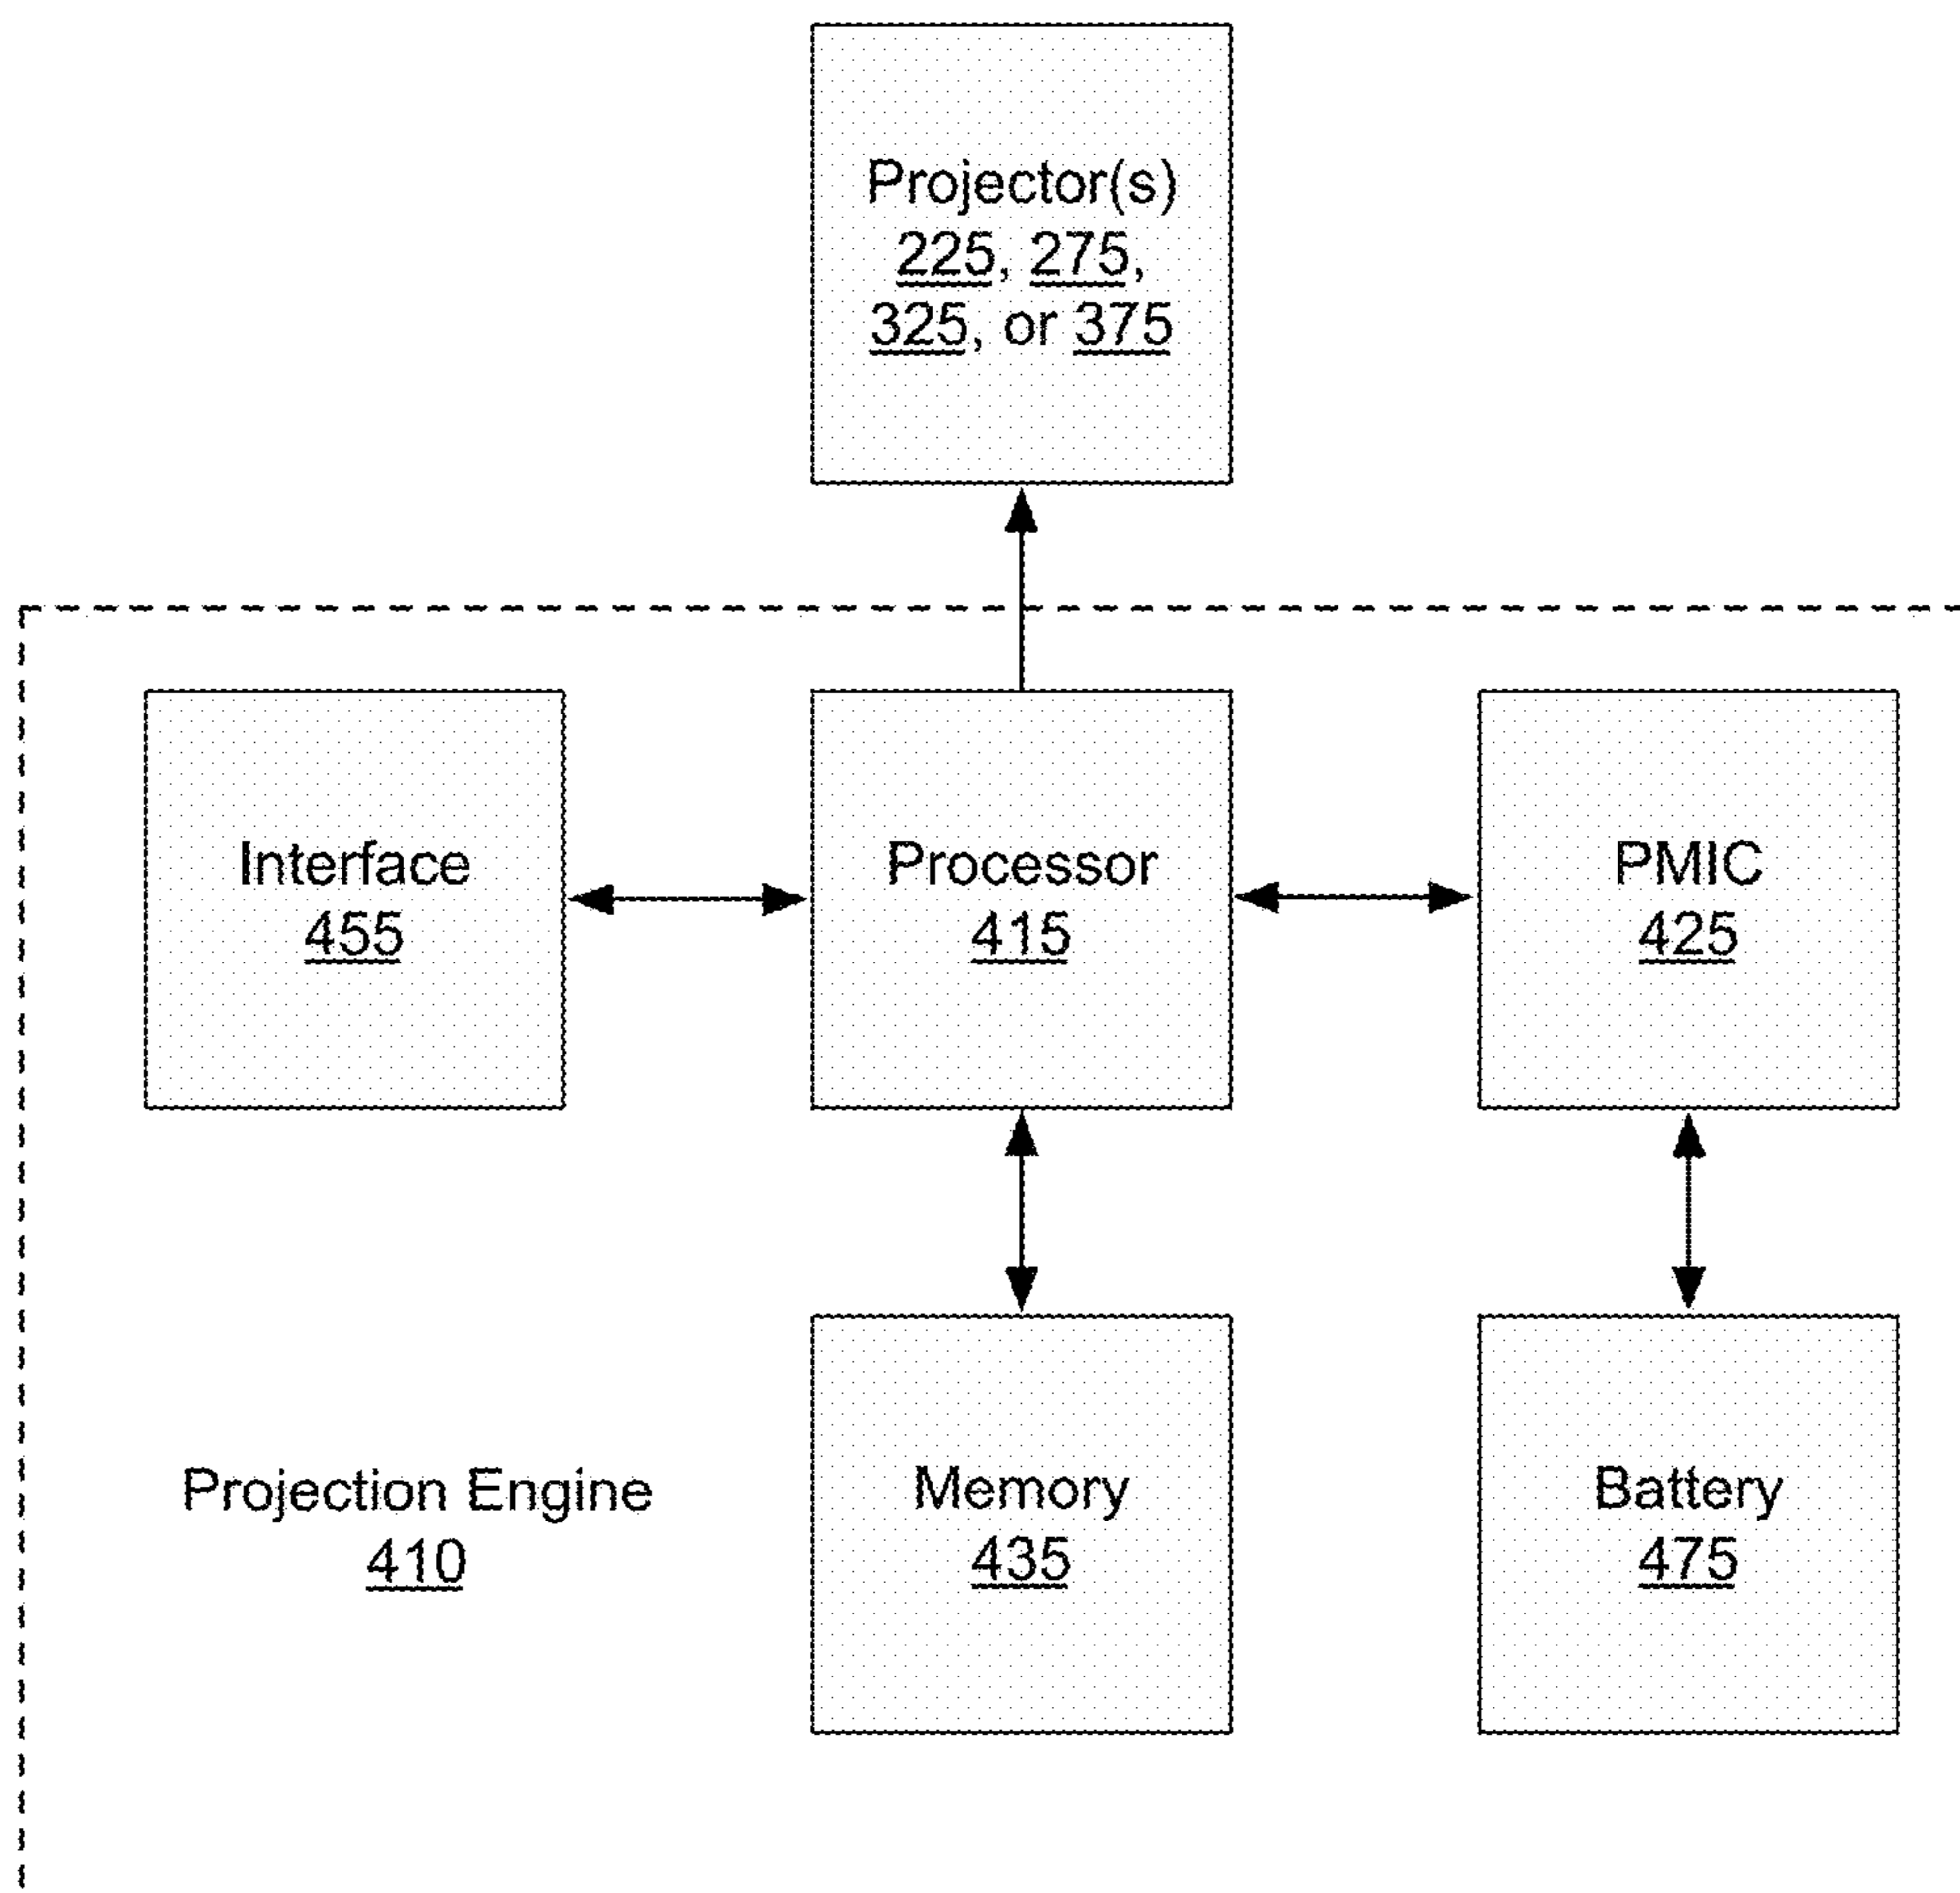 Projector(s)
225, 275,
325, or 375
Interface
455
Processor
415
PMIC
425
Projection Engine
410
Memory
435
Battery
475